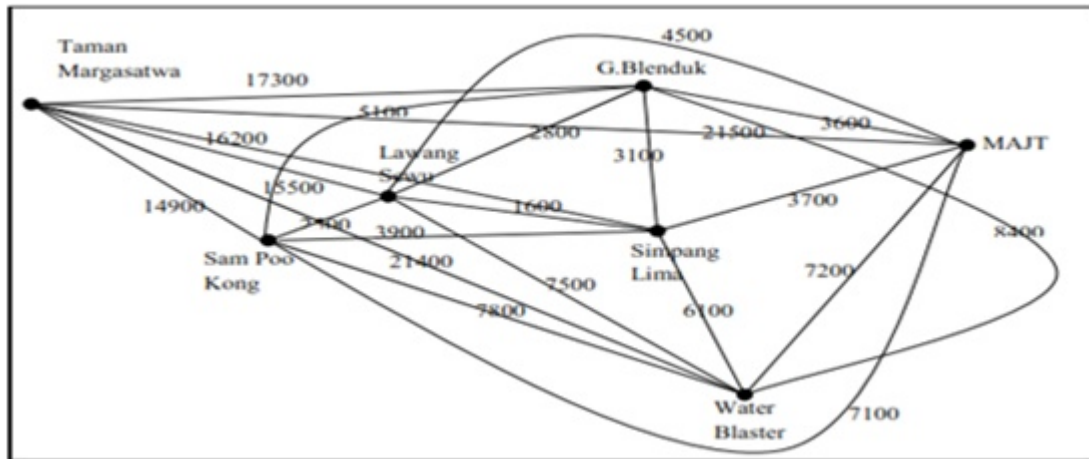 4500
Taman
Margasatwa
G.Blenduk
17300
5100
21500
3600
16200
2800
MAJT
Lawang
Sewu
3100
15500
1600
3700
14900
3900
Sam Poo
Kong
Simpang
Lima
8400
21400
7500
7200
7800
6100
Water
Blaster
7100